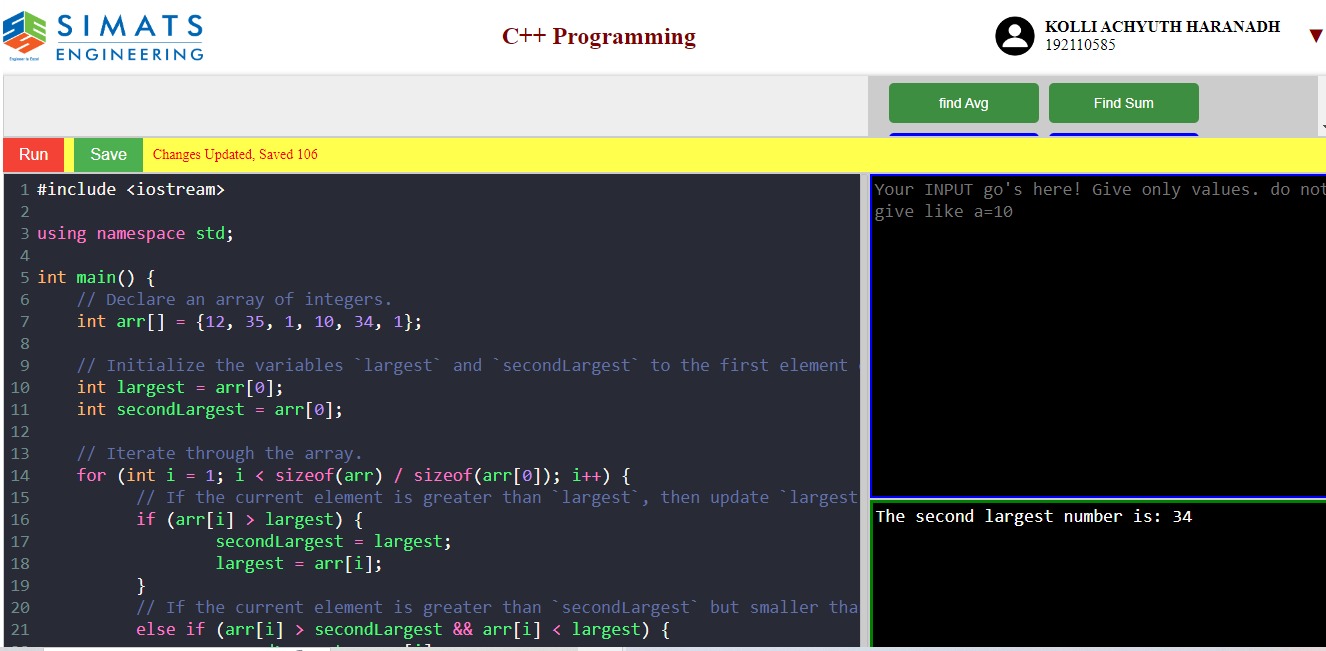 SIMATS
ENGINEERING
Engineer to Excel
C++ Programming
KOLLI ACHYUTH HARANADH
192110585
find Avg
Find Sum
Run
Save
Changes Updated, Saved 106
1 #include <iostream>
2
3 using namespace std;
4
5 int main() {
6     // Declare an array of integers.
7     int arr[] = {12, 35, 1, 10, 34, 1};
8
9     // Initialize the variables `largest` and `secondLargest` to the first element
10     int largest = arr[0];
11     int secondLargest = arr[0];
12
13     // Iterate through the array.
14     for (int i = 1; i < sizeof(arr) / sizeof(arr[0]); i++) {
15           // If the current element is greater than `largest`, then update `largest
16           if (arr[i] > largest) {
17                   secondLargest = largest;
18                   largest = arr[i];
19           }
20           // If the current element is greater than `secondLargest` but smaller tha
21           else if (arr[i] > secondLargest && arr[i] < largest) {
Your INPUT go's here! Give only values. do not
give like a=10
The second largest number is: 34